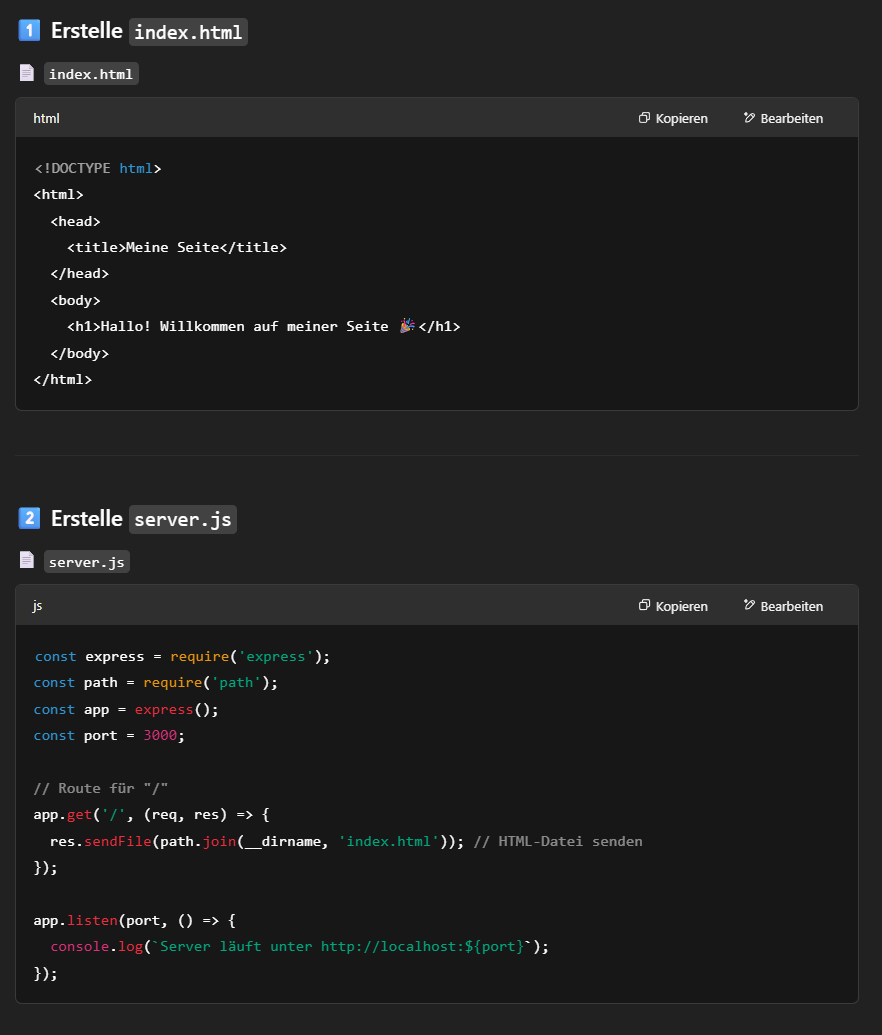 1️⃣ Erstelle index.html
📄 index.html
html Kopieren Bearbeiten
<!DOCTYPE html>
<html>
  <head>
    <title>Meine Seite</title>
  </head>
  <body>
    <h1>Hallo! Willkommen auf meiner Seite 🎉</h1>
  </body>
</html>
2️⃣ Erstelle server.js
📄 server.js
js Kopieren Bearbeiten
const express = require('express');
const path = require('path');
const app = express();
const port = 3000;
// Route für "/"
app.get('/', (req, res) => {
  res.sendFile(path.join(__dirname, 'index.html')); // HTML-Datei senden
});
app.listen(port, () => {
  console.log(`Server läuft unter http://localhost:${port}`);
});